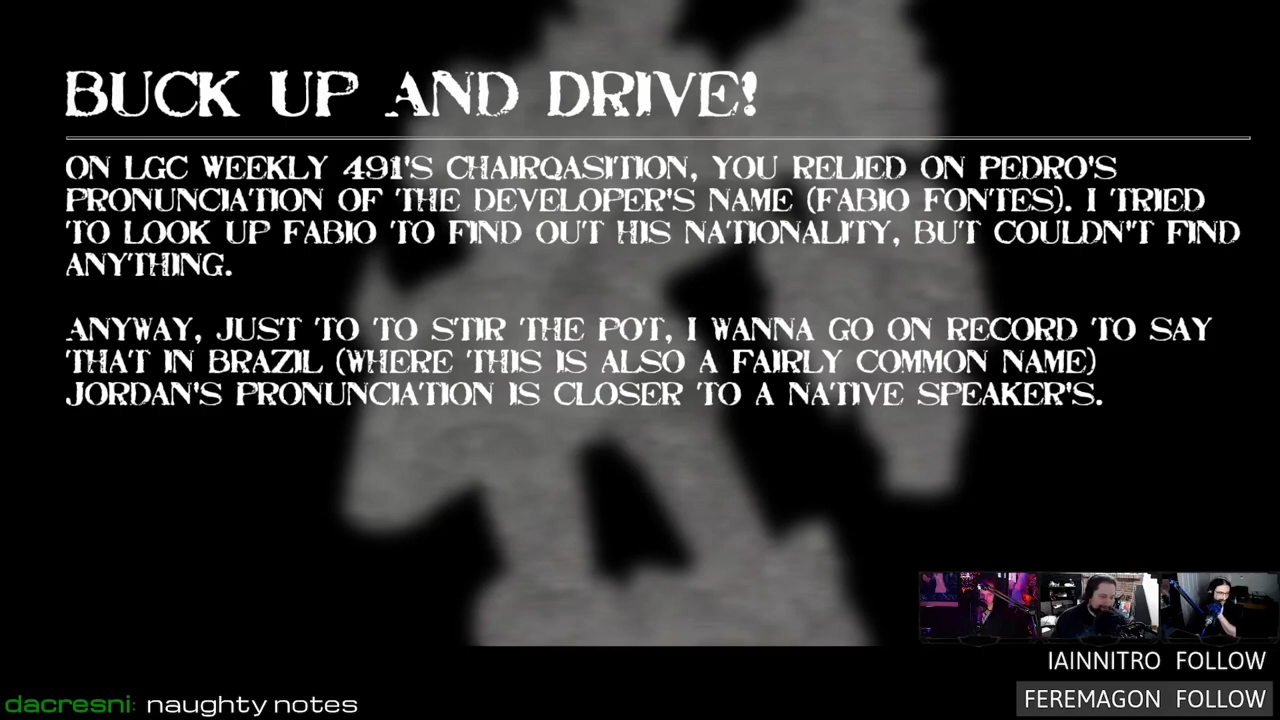 BUCK UP AND DRIVE!
ON LGC WEEKLY 491'S CHAIRQASITION, YOU RELIED ON PEDRO'S
PRONUNCIATION OF THE DEVELOPER'S NAME (FABIO FONTES). I TRIED
TO LOOK UP FABIO TO FIND OUT HIS NATIONALITY, BUT COULDN"T FIND
ANYTHING.
ANYWAY, JUST TO TO STIR THE POT, I WANNA GO ON RECORD TO SAY
THAT IN BRAZIL (WHERE THIS IS ALSO A FAIRLY COMMON NAME)
JORDAN'S PRONUNCIATION IS CLOSER TO A NATIVE SPEAKER'S.
IAINNITRO FOLLOW
FEREMAGON FOLLOW
dacresni: naughty notes